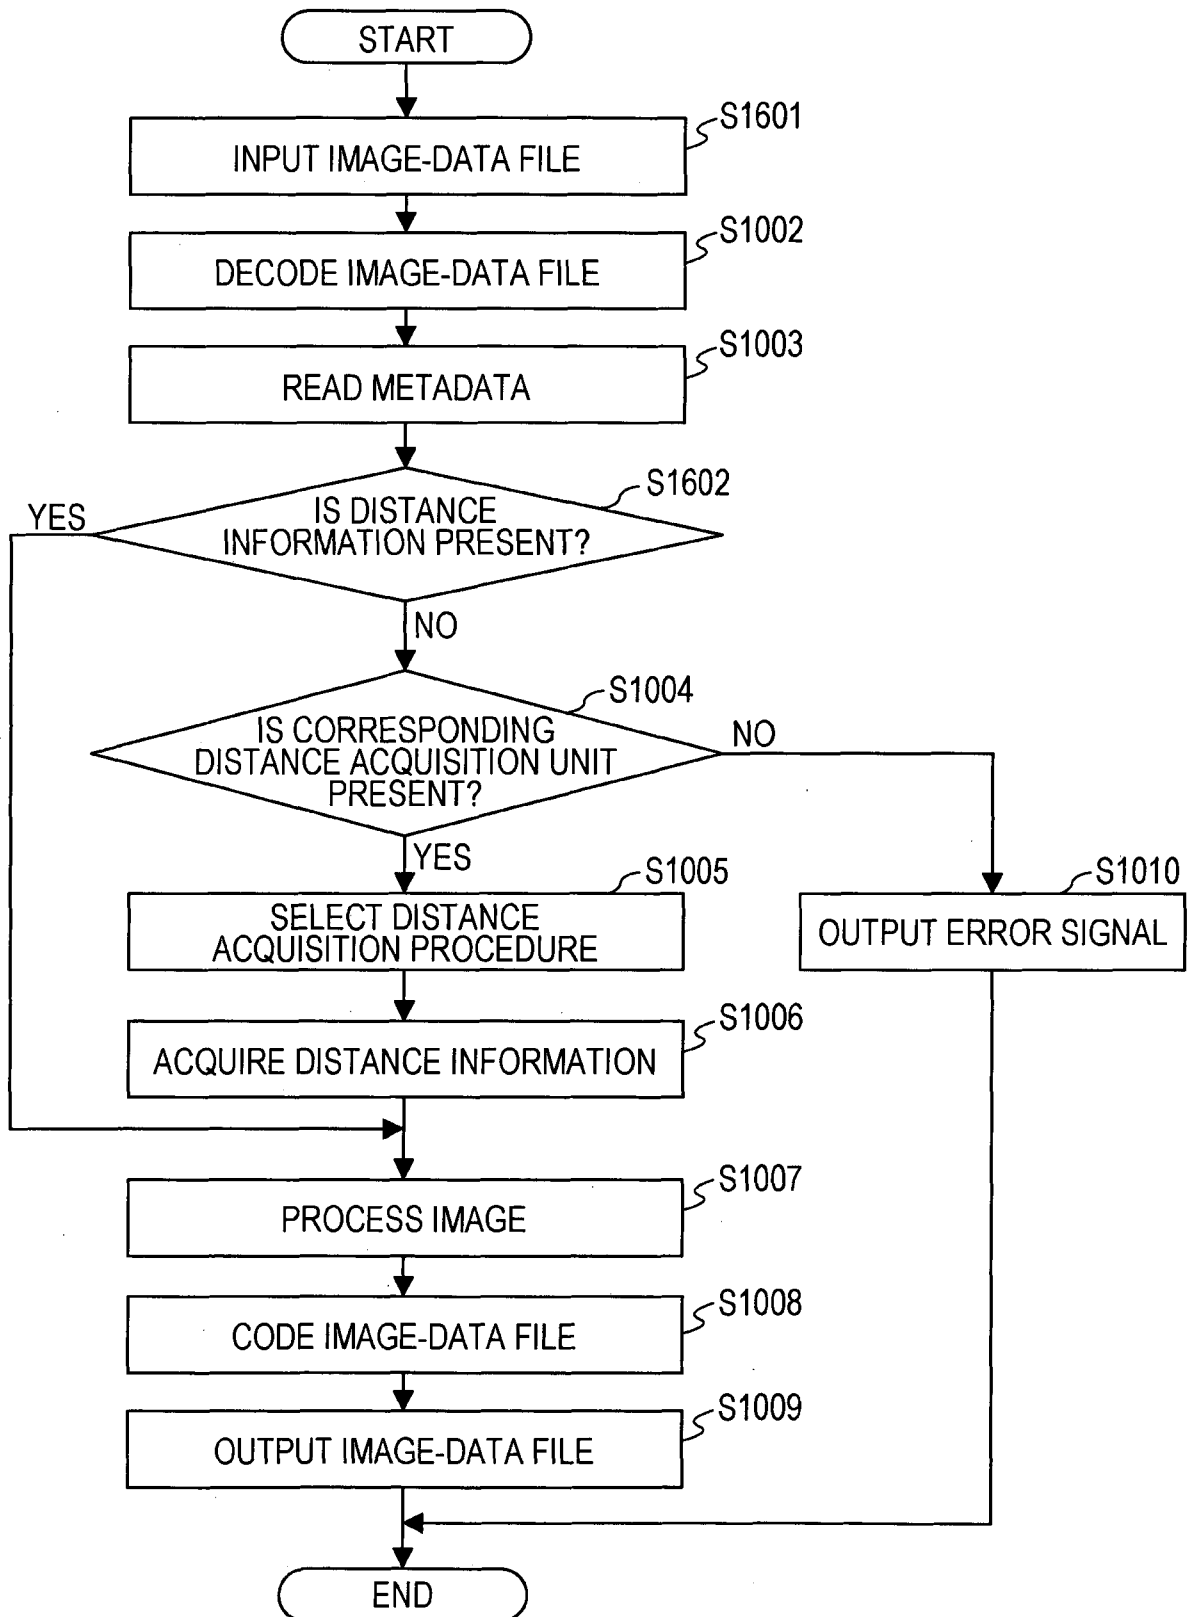 START
S1601
INPUT IMAGE-DATA FILE
S1002
DECODE IMAGE-DATA FILE
S1003
READ METADATA
S1602
YES
IS DISTANCE
INFORMATION PRESENT?
NO
S1004
IS CORRESPONDING
DISTANCE ACQUISITION UNIT
PRESENT?
NO
YES
S1005
SELECT DISTANCE
ACQUISITION PROCEDURE
S1010
OUTPUT ERROR SIGNAL
S1006
ACQUIRE DISTANCE INFORMATION
S1007
PROCESS IMAGE
S1008
CODE IMAGE-DATA FILE
S1009
OUTPUT IMAGE-DATA FILE
END